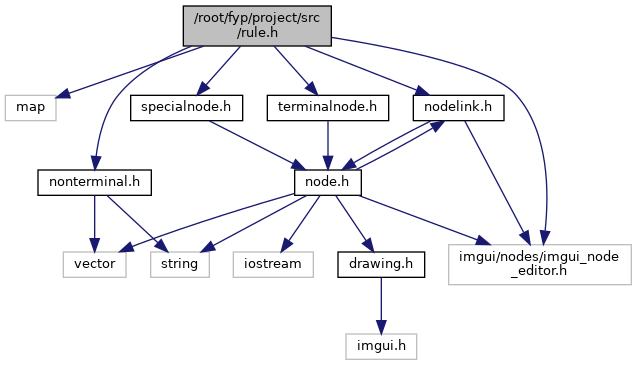 /root/fyp/project/src
/rule.h
map
specialnode.h
terminalnode.h
nodelink.h
nonterminal.h
node.h
vector
string
iostream
drawing.h
imgui/nodes/imgui_node
_editor.h
imgui.h